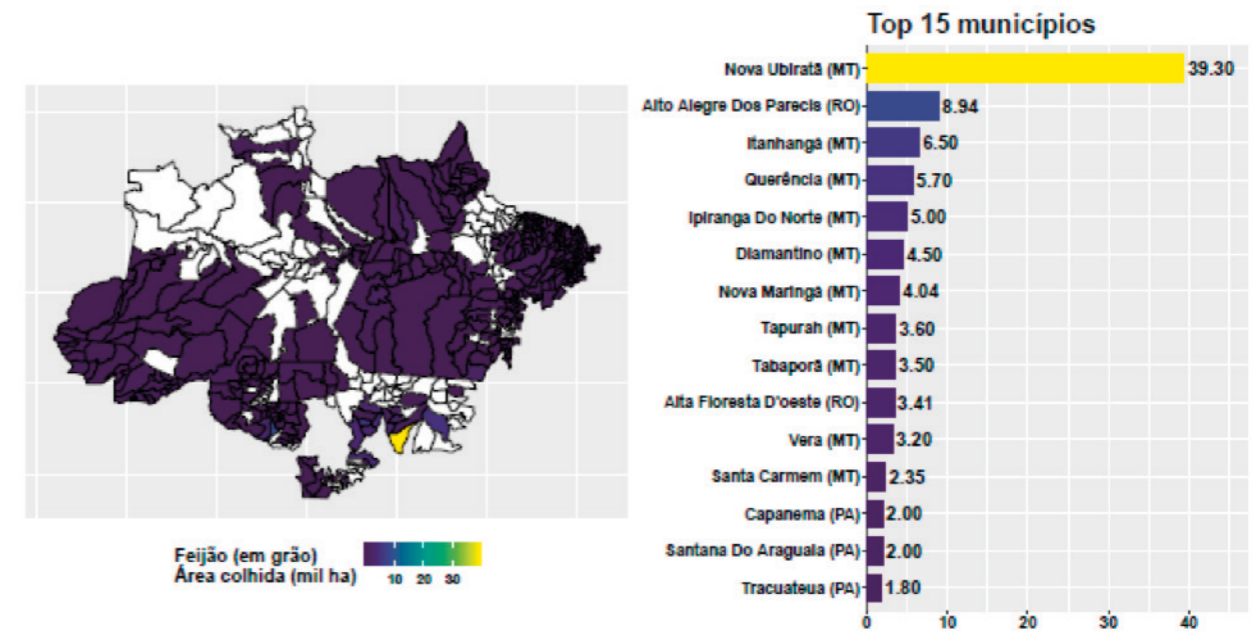 Top 15 municípios
Nova Ubiratã (MT) 39.30
Alto Alegre Dos Parecis (RO) 8.94
Itanhangá (MT) 6.50
Querência (MT) 5.70
Ipiranga Do Norte (MT) 5.00
Diamantino (MT) 4.50
Nova Maringá (MT) 4.04
Tapurah (MT) 3.60
Tabaporã (MT) 3.50
Alta Floresta D'oeste (RO) 3.41
Vera (MT) 3.20
Santa Carmem (MT) 2.35
Capanema (PA) 2.00
Santana Do Araguaia (PA) 2.00
Tracuateua (PA) 1.80
0 10 20 30 40
Feijão (em grão)
Área colhida (mil ha)
10 20 30